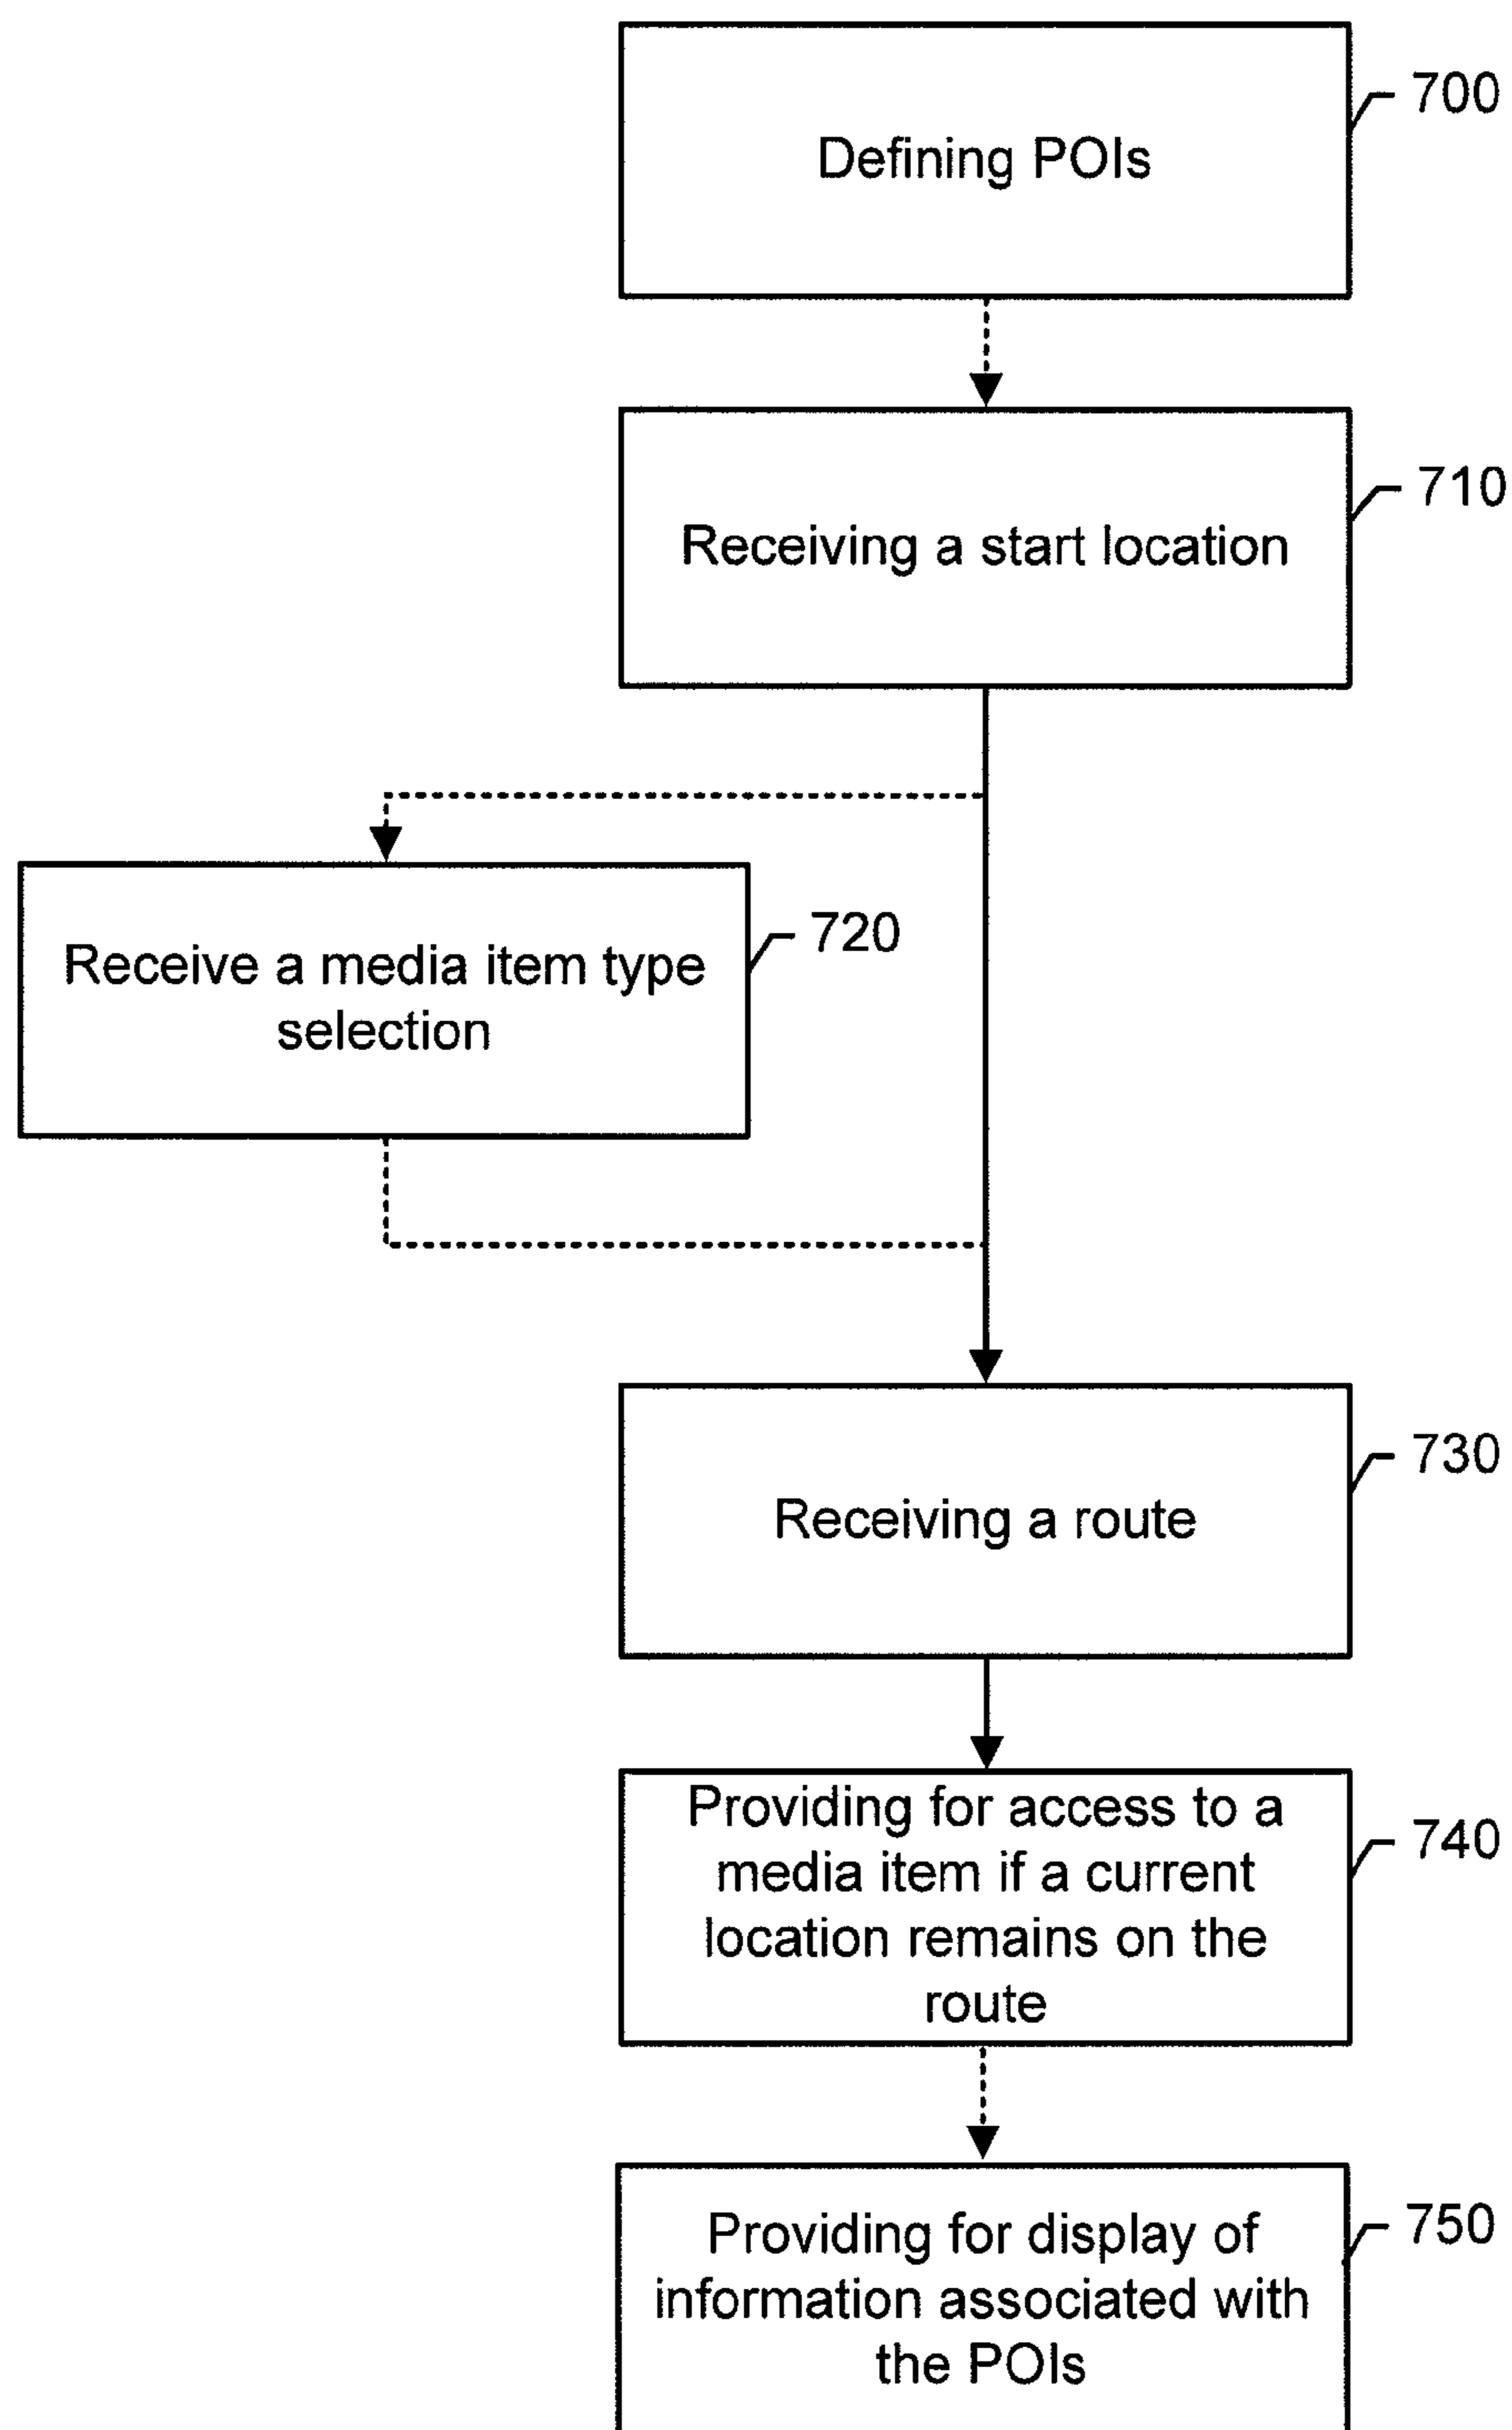 Defining POIs
700
Receiving a start location
710
Receive a media item type
selection
720
Receiving a route
730
Providing for access to a
media item if a current
location remains on the
route
740
Providing for display of
information associated with
the POIs
750